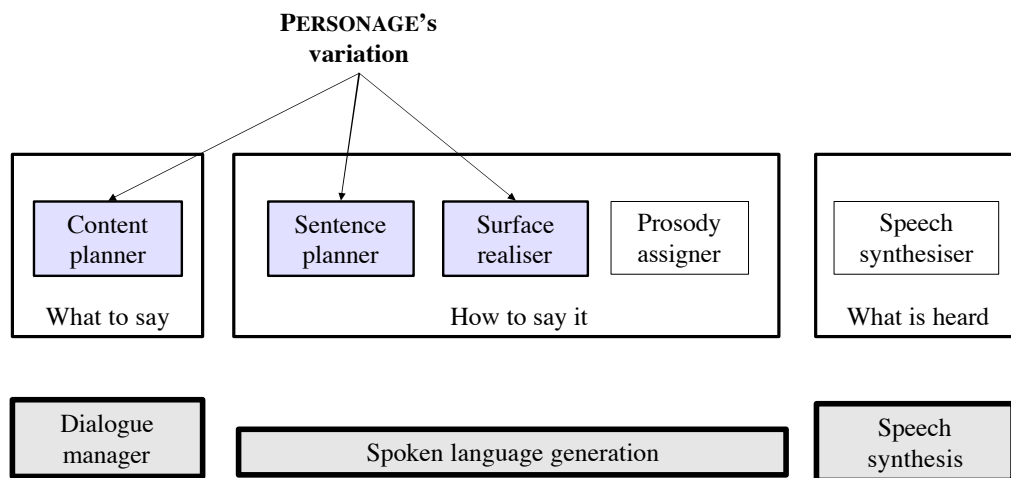 PERSONAGE's
variation
Content
planner
Sentence
planner
Surface
realiser
Prosody
assigner
Speech
synthesiser
What to say
How to say it
What is heard
Dialogue
manager
Spoken language generation
Speech
synthesis